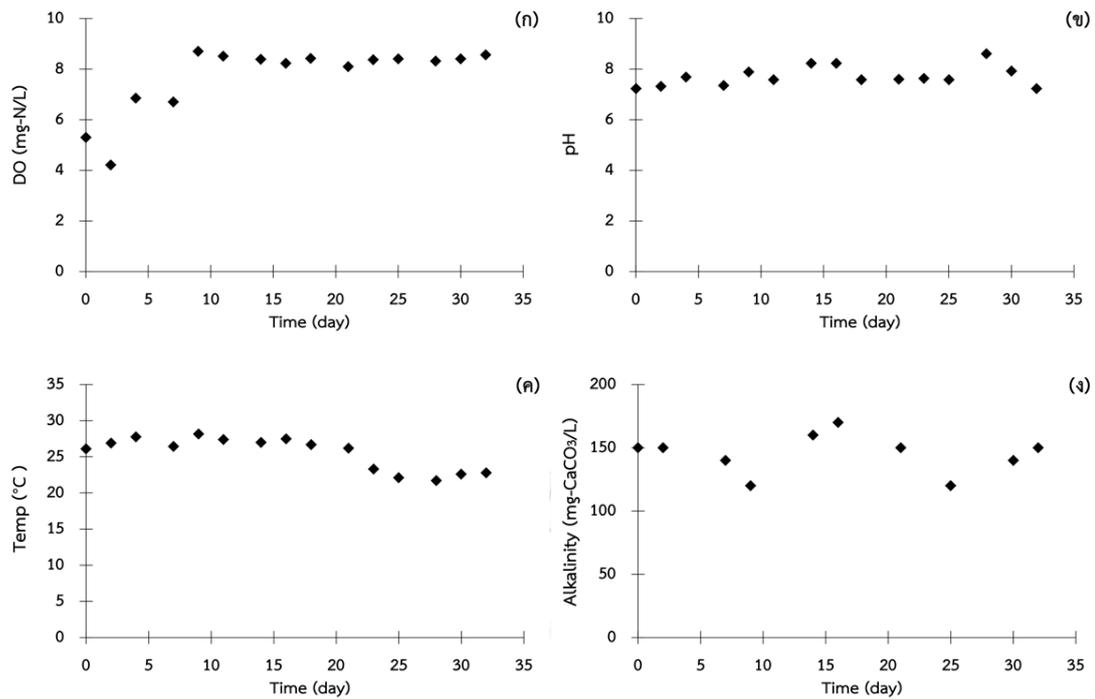 (ก)
DO (mg-N/L)
10
8
6
4
2
0
0 5 10 15 20 25 30 35
Time (day)
(ข)
pH
10
8
6
4
2
0
0 5 10 15 20 25 30 35
Time (day)
(ค)
Temp (°C)
35
30
25
20
15
10
5
0
0 5 10 15 20 25 30 35
Time (day)
(ง)
Alkalinity (mg-CaCO₃/L)
200
150
100
50
0
0 5 10 15 20 25 30 35
Time (day)